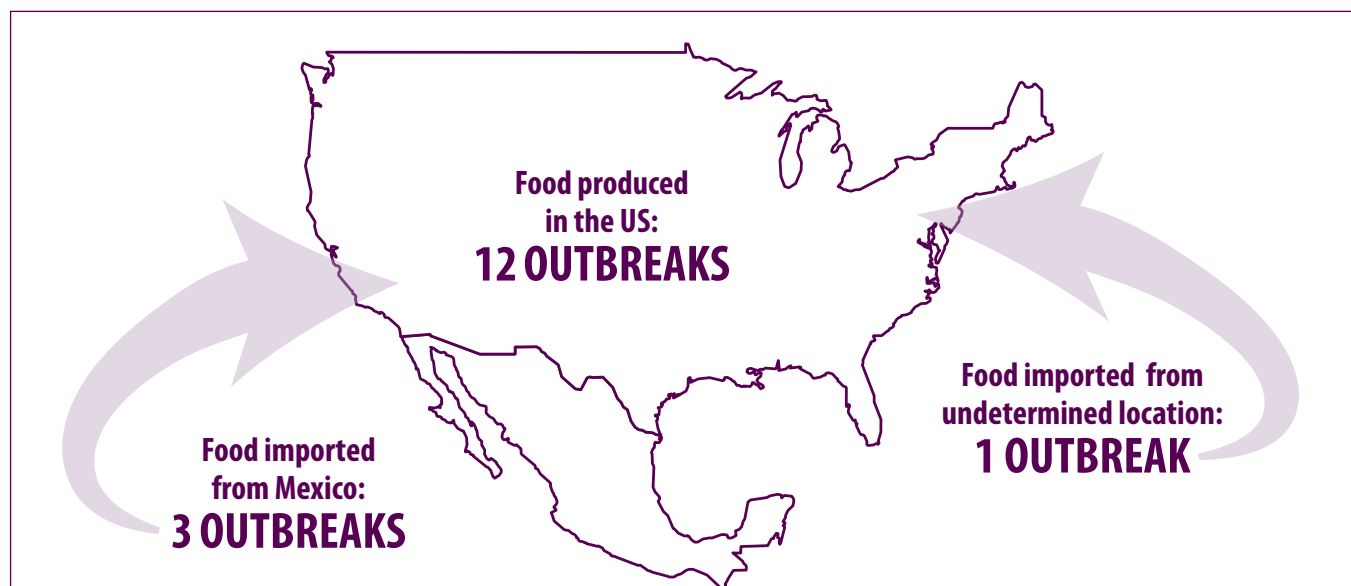 Food produced
in the US:
12 OUTBREAKS
Food imported from
undetermined location:
1 OUTBREAK
Food imported
from Mexico:
3 OUTBREAKS